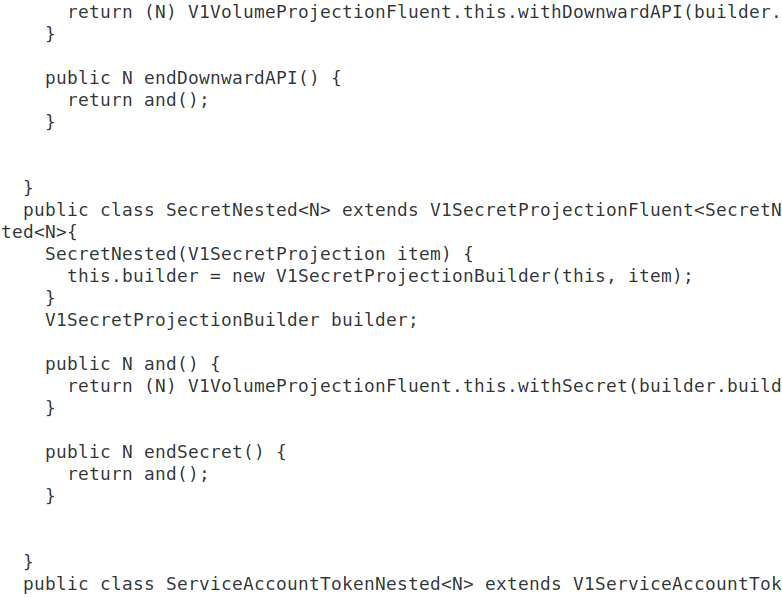 return (N) V1VolumeProjectionFluent.this.withDownwardAPI(builder.
    }

    public N endDownwardAPI() {
      return and();
    }


  }
  public class SecretNested<N> extends V1SecretProjectionFluent<SecretN
ted<N>{
    SecretNested(V1SecretProjection item) {
      this.builder = new V1SecretProjectionBuilder(this, item);
    }
    V1SecretProjectionBuilder builder;

    public N and() {
      return (N) V1VolumeProjectionFluent.this.withSecret(builder.build
    }

    public N endSecret() {
      return and();
    }


  }
  public class ServiceAccountTokenNested<N> extends V1ServiceAccountTok